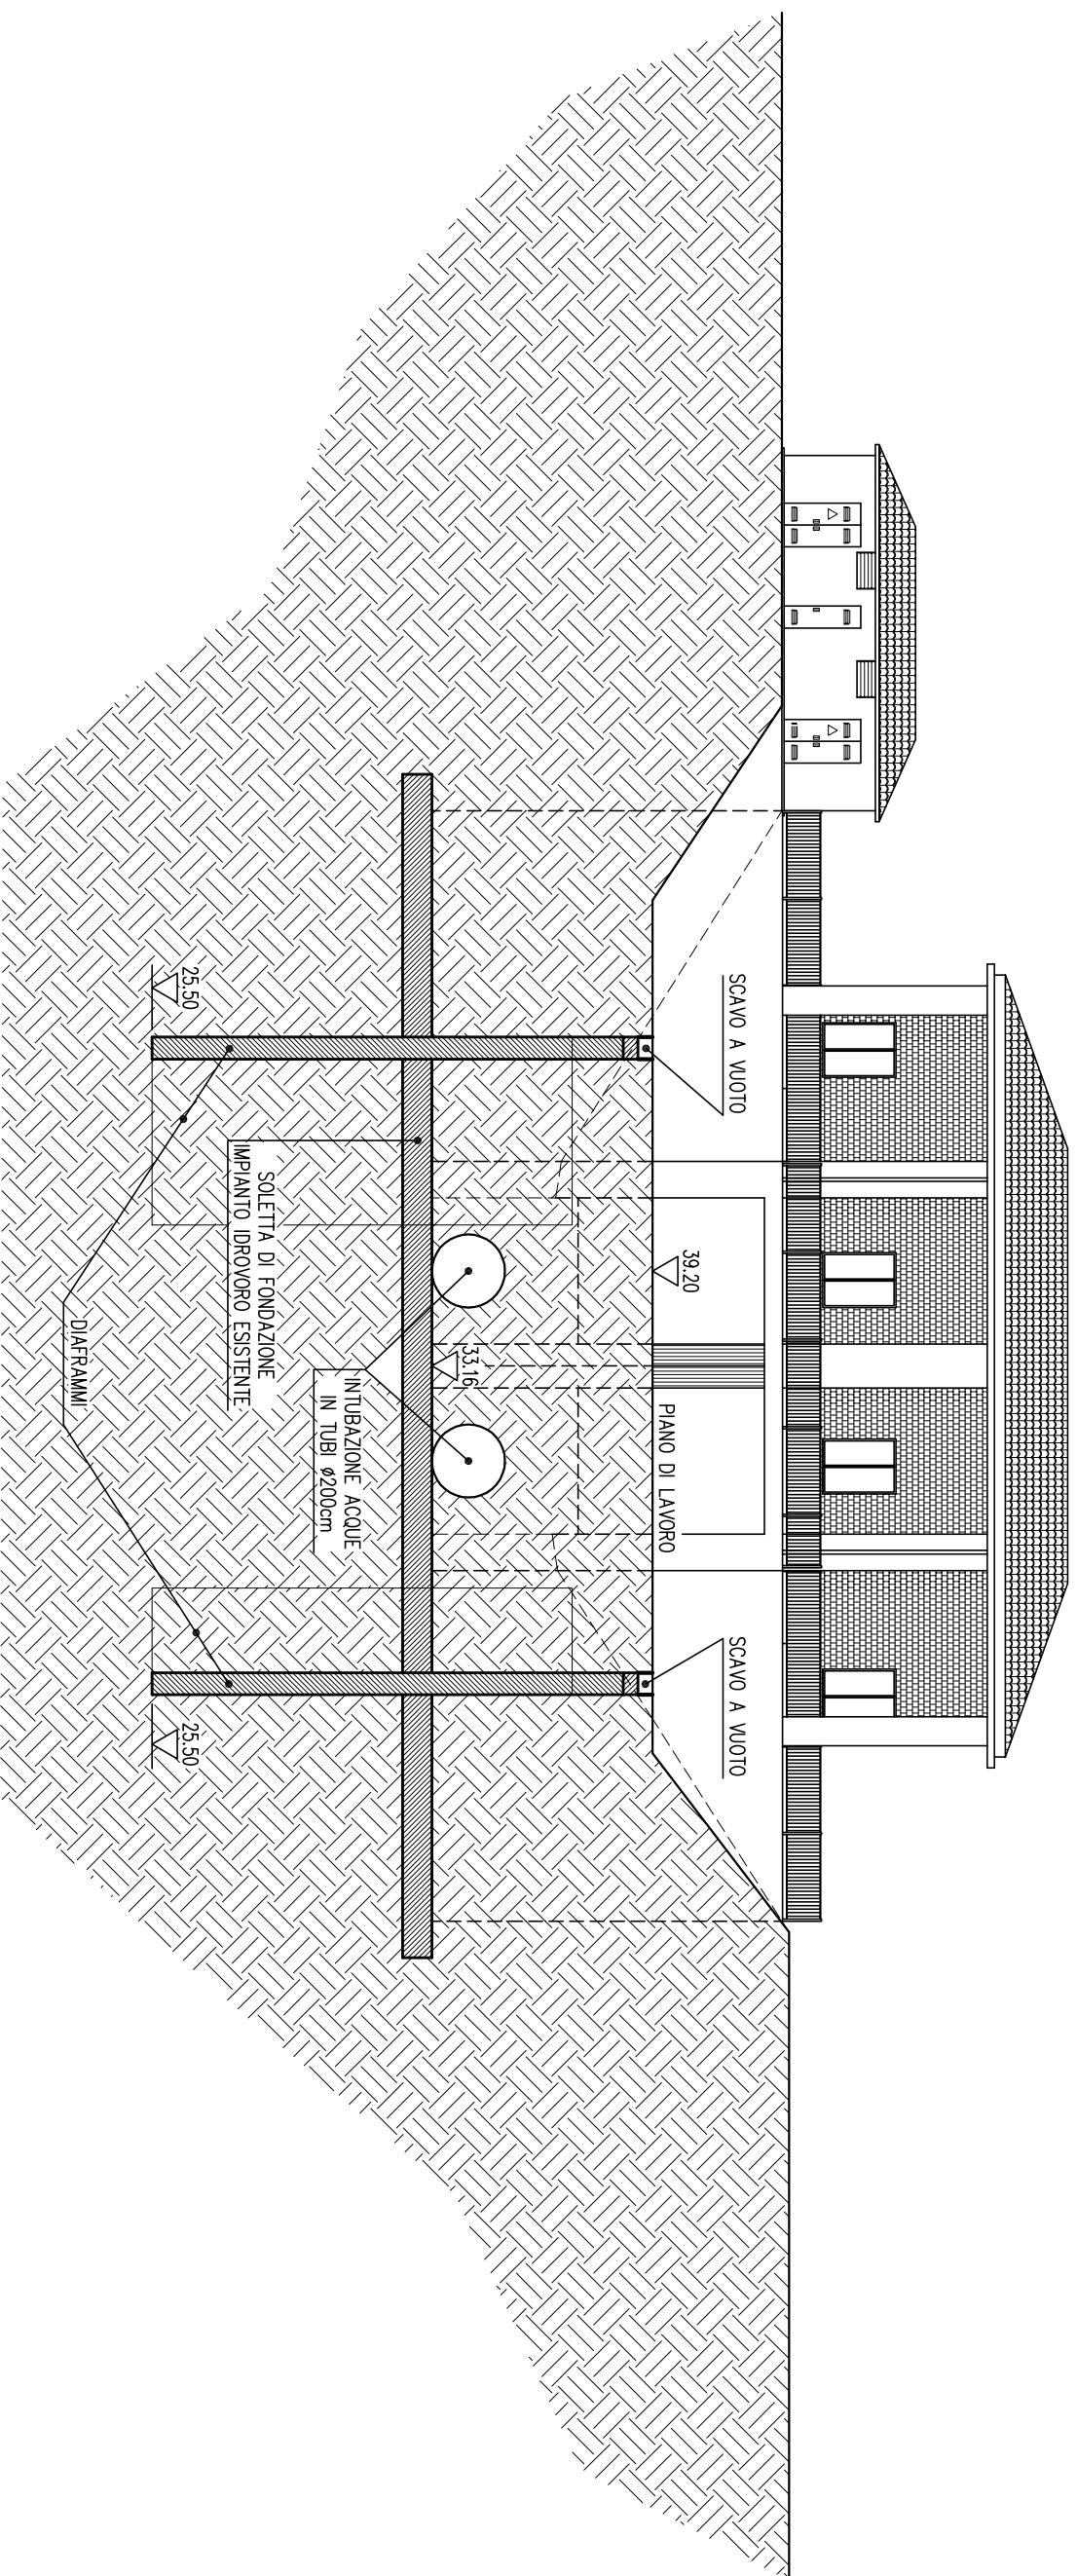 SCAVO A VUOTO
SCAVO A VUOTO
39.20
PIANO DI LAVORO
33.16
INTUBAZIONE ACQUE
IN TUBI ø200cm
SOLETTA DI FONDAZIONE
IMPIANTO IDROVORO ESISTENTE
25.50
25.50
DIAFRAMMI